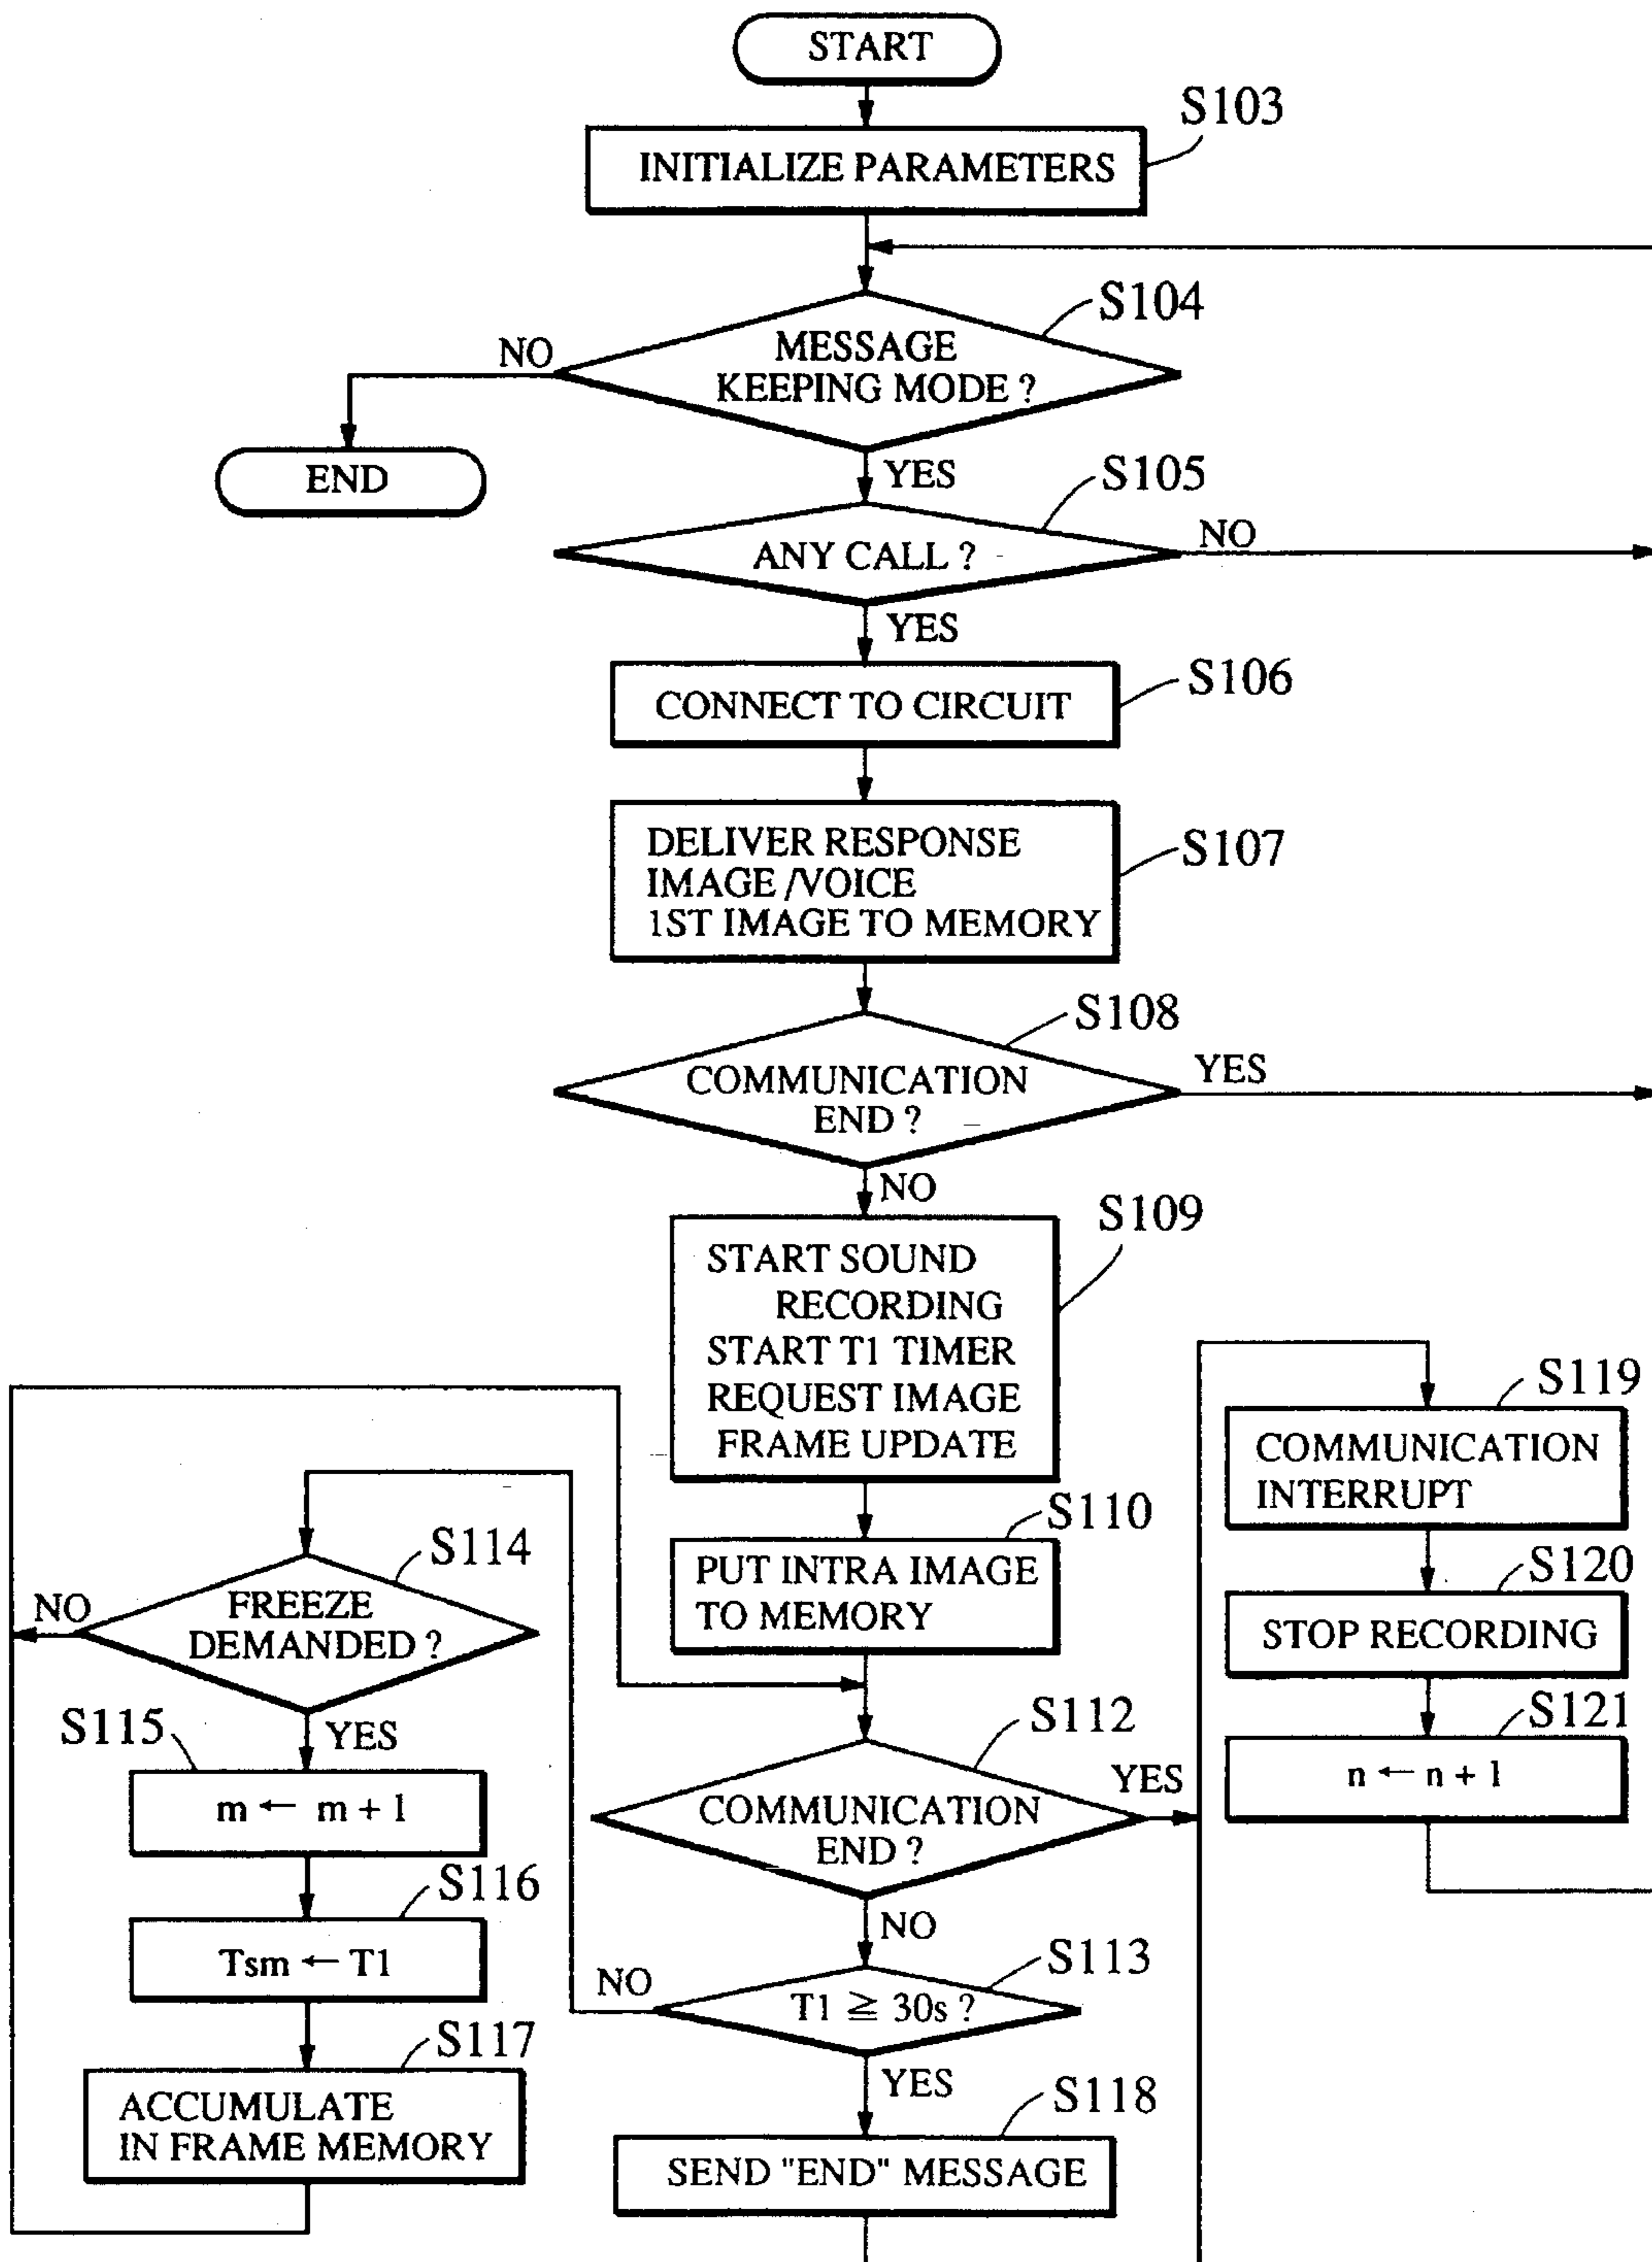 START
S103
INITIALIZE PARAMETERS
S104
MESSAGE
KEEPING MODE ?
NO
END
YES
S105
ANY CALL ?
NO
YES
S106
CONNECT TO CIRCUIT
S107
DELIVER RESPONSE
IMAGE /VOICE
1ST IMAGE TO MEMORY
S108
COMMUNICATION
END ?
YES
NO
S109
START SOUND
RECORDING
START T1 TIMER
REQUEST IMAGE
FRAME UPDATE
S110
PUT INTRA IMAGE
TO MEMORY
S112
COMMUNICATION
END ?
YES
NO
S113
T1 ≧ 30s ?
NO
YES
S114
FREEZE
DEMANDED ?
NO
YES
S115
m ← m + 1
S116
Tsm ← T1
S117
ACCUMULATE
IN FRAME MEMORY
S118
SEND "END" MESSAGE
S119
COMMUNICATION
INTERRUPT
S120
STOP RECORDING
S121
n ← n + 1